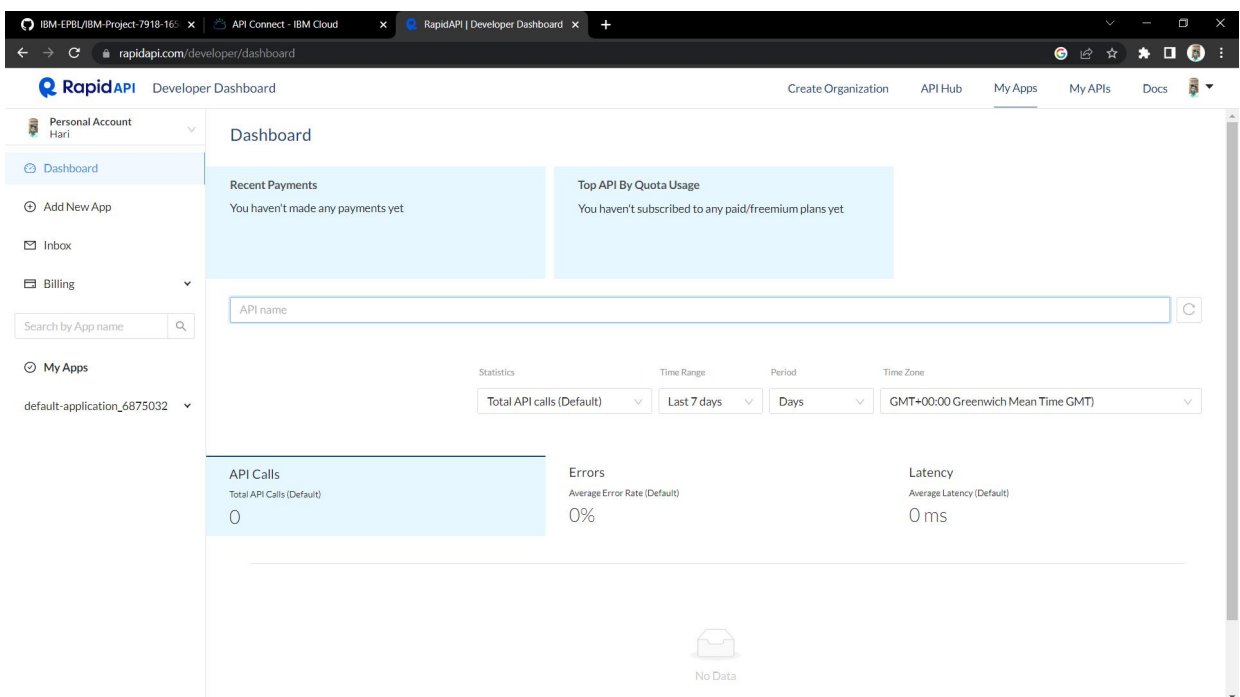 IBM-EPBL/IBM-Project-7918-165
API Connect - IBM Cloud
RapidAPI | Developer Dashboard
rapidapi.com/developer/dashboard
Rapid API Developer Dashboard
Create Organization
API Hub
My Apps
My APIs
Docs
Personal Account
Hari
Dashboard
Add New App
Inbox
Billing
Search by App name
My Apps
default-application_6875032
Dashboard
Recent Payments
You haven't made any payments yet
Top API By Quota Usage
You haven't subscribed to any paid/freemium plans yet
API name
Statistics
Time Range
Period
Time Zone
Total API calls (Default)
Last 7 days
Days
GMT+00:00 Greenwich Mean Time GMT)
API Calls
Total API Calls (Default)
0
Errors
Average Error Rate (Default)
0%
Latency
Average Latency (Default)
0 ms
No Data